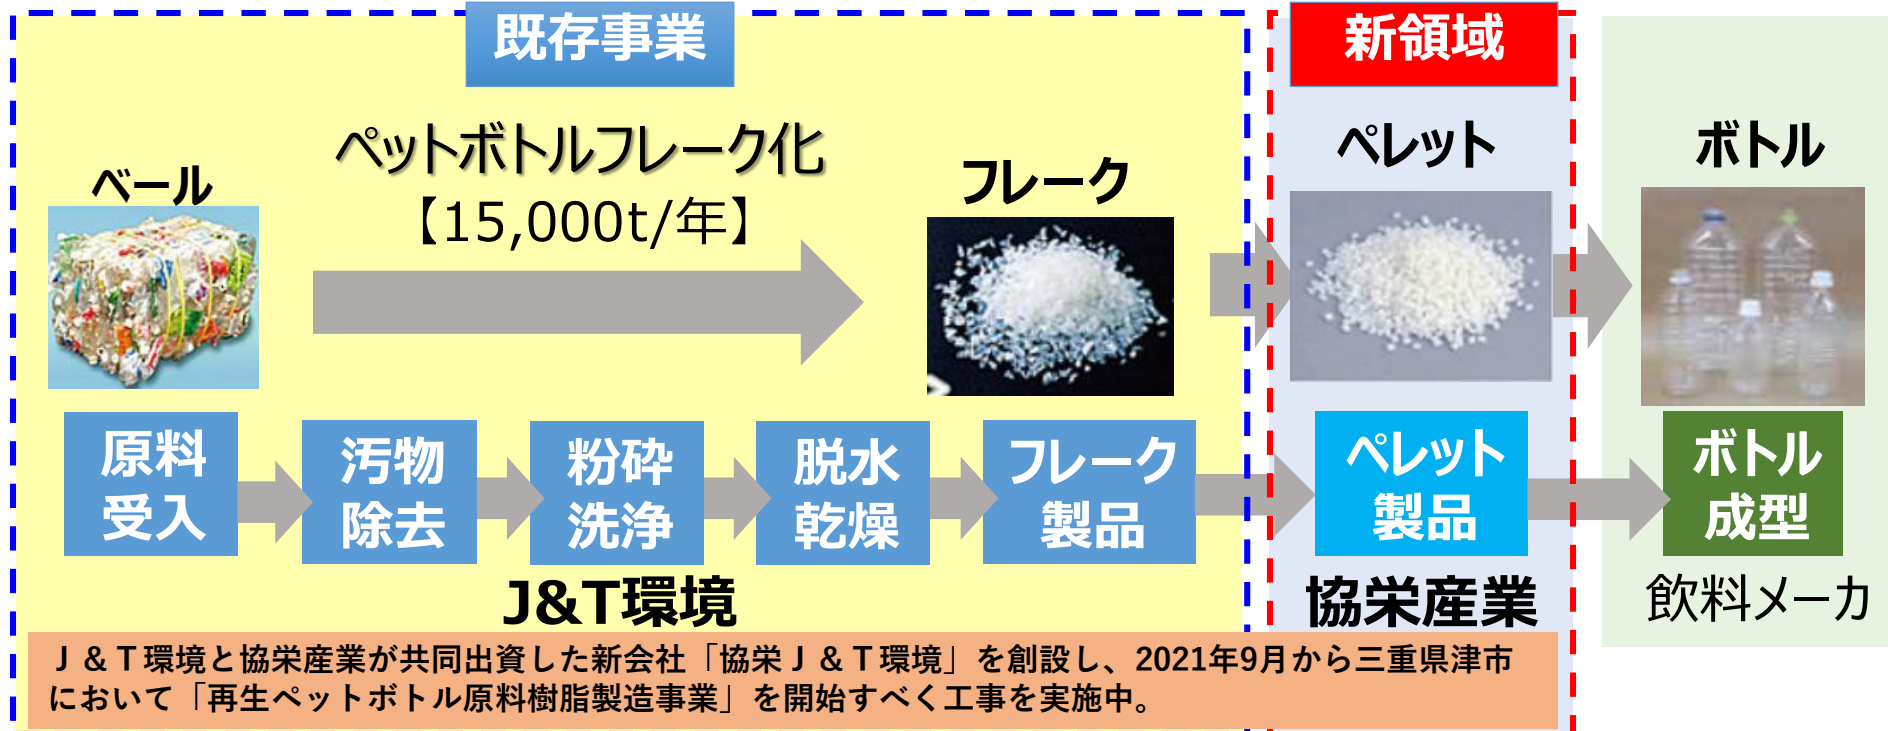 既存事業
新領域
ペットボトルフレーク化
【15,000t/年】
ベール
フレーク
ペレット
ボトル
原料
受入
汚物
除去
粉砕
洗浄
脱水
乾燥
フレーク
製品
ペレット
製品
ボトル
成型
J&T環境
協栄産業
飲料メーカ
J&T環境と協栄産業が共同出資した新会社「協栄J&T環境」を創設し、2021年9月から三重県津市
において「再生ペットボトル原料樹脂製造事業」を開始すべく工事を実施中。